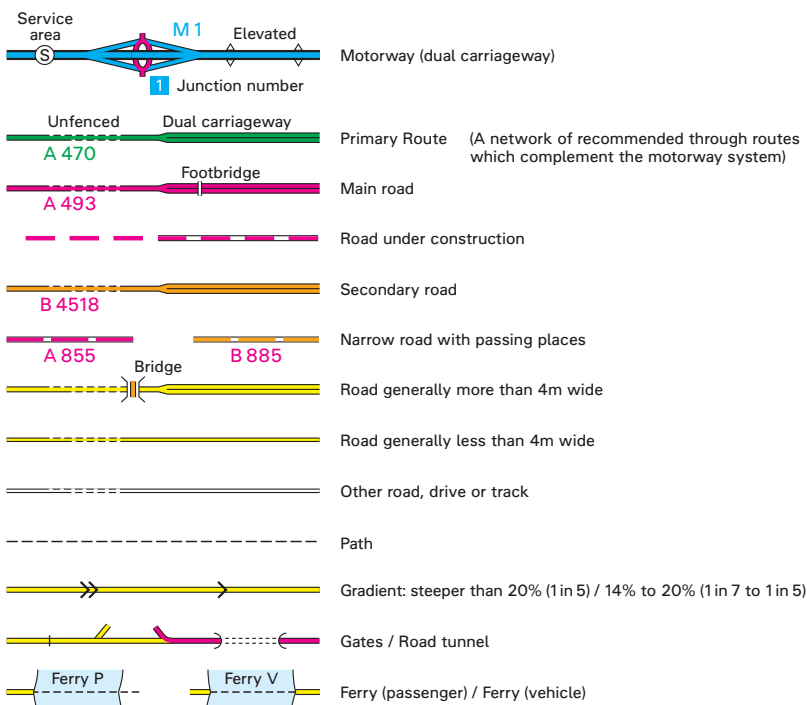 Service
area
M 1
Elevated
S
Motorway (dual carriageway)
1 Junction number
Unfenced Dual carriageway
Primary Route (A network of recommended through routes
which complement the motorway system)
A 470
Footbridge
Main road
A 493
Road under construction
Secondary road
B 4518
Narrow road with passing places
A 855 B 885
Bridge
Road generally more than 4m wide
Road generally less than 4m wide
Other road, drive or track
Path
Gradient: steeper than 20% (1 in 5) / 14% to 20% (1 in 7 to 1 in 5)
Gates / Road tunnel
Ferry P Ferry V
Ferry (passenger) / Ferry (vehicle)